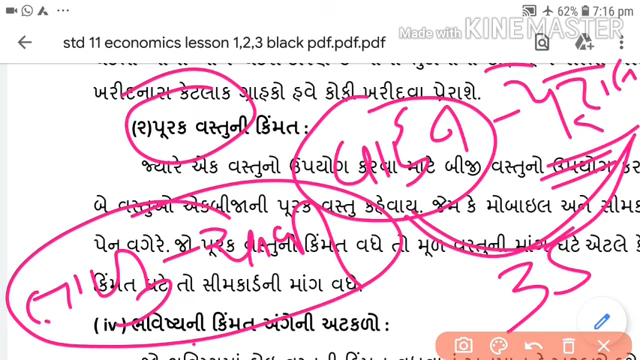 62% 7:16 pm
Made with KINEMASTER
std 11 economics lesson 1,2,3 black pdf.pdf.pdf
ખરીદનારા કેટલાક ગ્રાહકો હવે કોફી ખરીદવા પ્રેરાશે.
(૨) પૂરક વસ્તુની કિંમત :
જ્યારે એક વસ્તુનો ઉપયોગ કરવા માટે બીજી વસ્તુનો ઉપયોગ કર
બે વસ્તુઓ એકબીજાની પૂરક વસ્તુ કહેવાય. જેમ કે મોબાઇલ અને સીમક
પેન વગેરે. જો પૂરક વસ્તુની કિંમત વધે તો મૂળ વસ્તુની માંગ ઘટે એટલે કે
કિંમત ઘટે તો સીમકાર્ડની માંગ વધે.
(iv) ભવિષ્યની કિંમત અંગેની અટકળો :